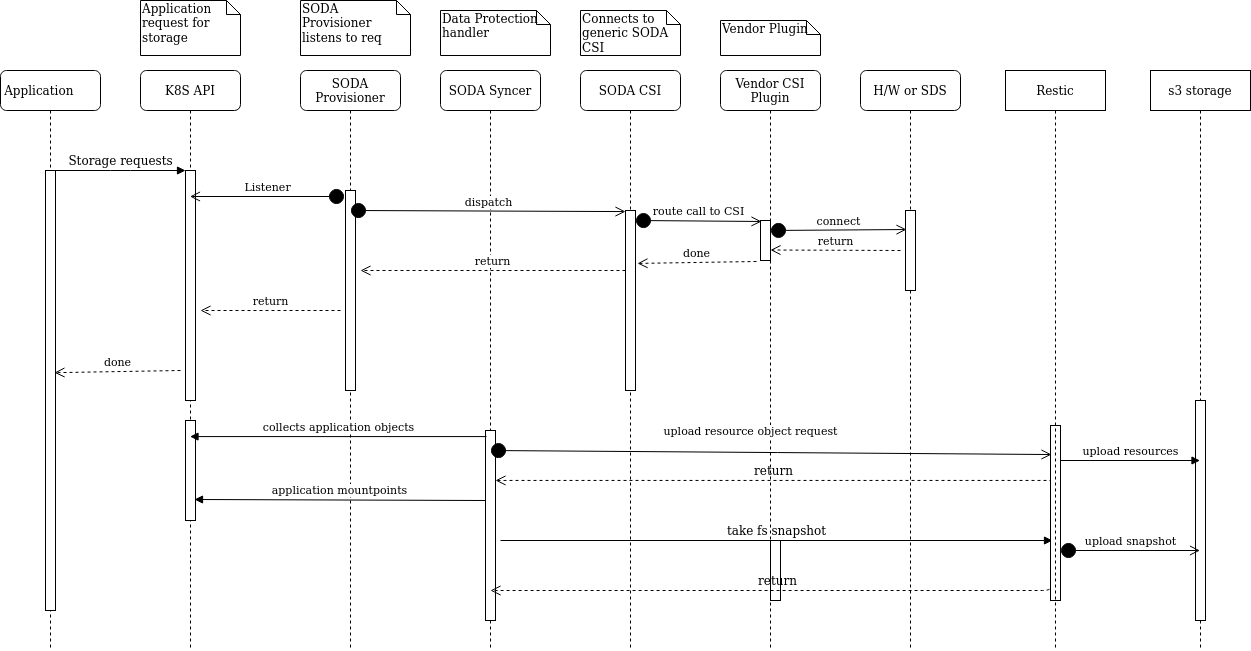 Application
request for
storage
SODA
Provisioner
listens to req
Data Protection
handler
Connects to
generic SODA
CSI
Vendor Plugin
Application
K8S API
SODA
Provisioner
SODA Syncer
SODA CSI
Vendor CSI
Plugin
H/W or SDS
Restic
s3 storage
Storage requests
Listener
dispatch
route call to CSI
connect
return
done
return
return
done
collects application objects
upload resource object request
upload resources
return
application mountpoints
take fs snapshot
upload snapshot
return